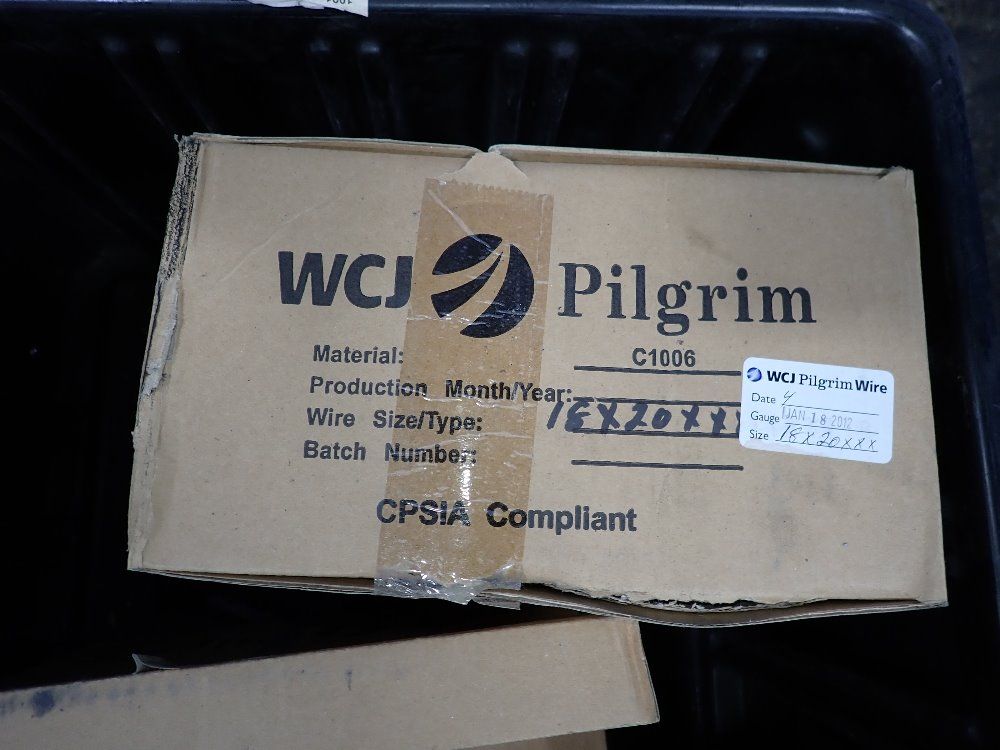 WCJ Pilgrim
Material: C1006
Production Month/Year:
Wire Size/Type: 18X20XXX
Batch Number:
CPSIA Compliant
WCJ Pilgrim Wire
Date 4
Gauge JAN 18 2012
Size 18X20XXX